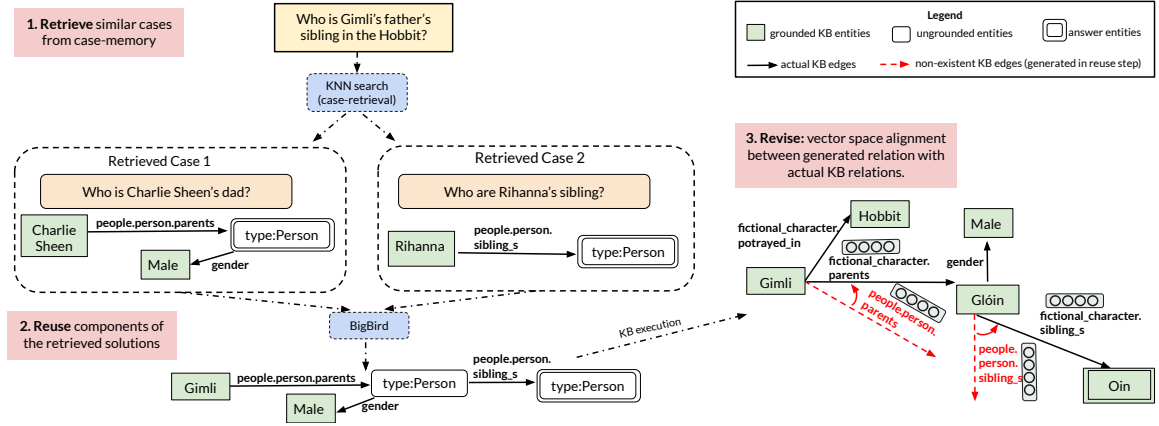 1. Retrieve similar cases
from case-memory
Who is Gimli's father's
sibling in the Hobbit?
KNN search
(case-retrieval)
Retrieved Case 1
Who is Charlie Sheen's dad?
Charlie
Sheen
people.person.parents
type:Person
Male
gender
Retrieved Case 2
Who are Rihanna's sibling?
Rihanna
people.person.
sibling_s
type:Person
2. Reuse components of
the retrieved solutions
BigBird
Gimli
people.person.parents
type:Person
Male
gender
people.person.
sibling_s
type:Person
KB execution
Legend
grounded KB entities
ungrounded entities
answer entities
actual KB edges
non-existent KB edges (generated in reuse step)
3. Revise: vector space alignment
between generated relation with
actual KB relations.
Hobbit
Male
fictional_character.
potrayed_in
fictional_character.
parents
gender
Gimli
Glóin
people.person.
parents
fictional_character.
sibling_s
people.
person.
sibling_s
Oin